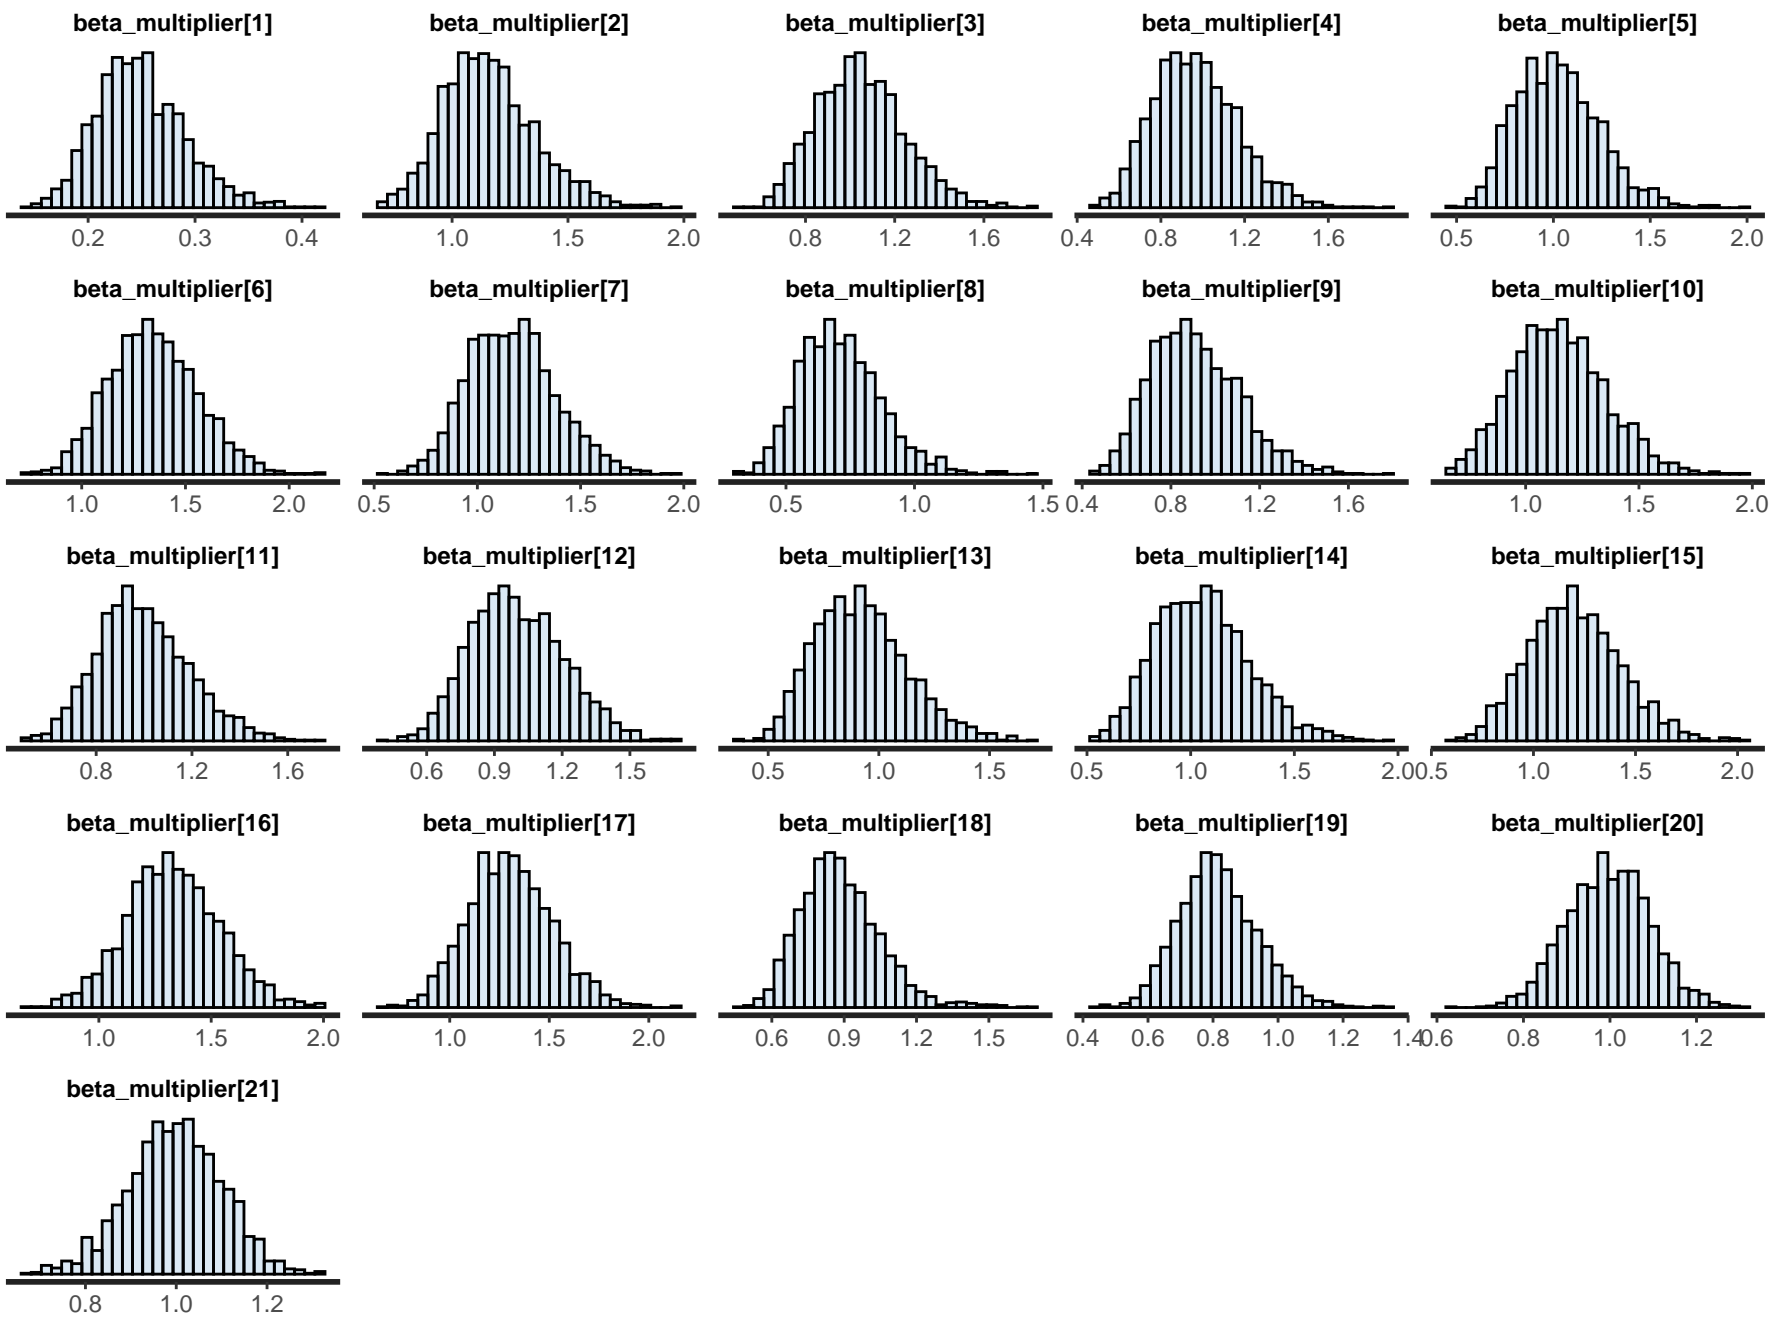 beta_multiplier[1] beta_multiplier[2] beta_multiplier[3] beta_multiplier[4] beta_multiplier[5]
0.2 0.3 0.4 1.0 1.5 2.0 0.8 1.2 1.6 0.4 0.8 1.2 1.6 0.5 1.0 1.5 2.0
beta_multiplier[6] beta_multiplier[7] beta_multiplier[8] beta_multiplier[9] beta_multiplier[10]
1.0 1.5 2.0 0.5 1.0 1.5 2.0 0.5 1.0 1.5 0.4 0.8 1.2 1.6 1.0 1.5 2.0
beta_multiplier[11] beta_multiplier[12] beta_multiplier[13] beta_multiplier[14] beta_multiplier[15]
0.8 1.2 1.6 0.6 0.9 1.2 1.5 0.5 1.0 1.5 0.5 1.0 1.5 2.0 0.5 1.0 1.5 2.0
beta_multiplier[16] beta_multiplier[17] beta_multiplier[18] beta_multiplier[19] beta_multiplier[20]
1.0 1.5 2.0 1.0 1.5 2.0 0.6 0.9 1.2 1.5 0.4 0.6 0.8 1.0 1.2 1.4 0.6 0.8 1.0 1.2
beta_multiplier[21]
0.8 1.0 1.2